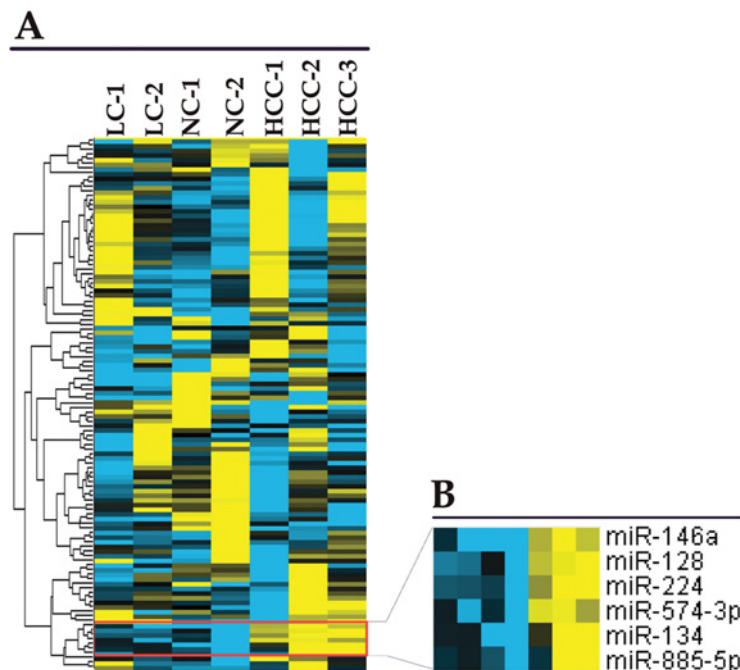 A
LC-1
LC-2
NC-1
NC-2
HCC-1
HCC-2
HCC-3
B
miR-146a
miR-128
miR-224
miR-574-3p
miR-134
miR-885-5p